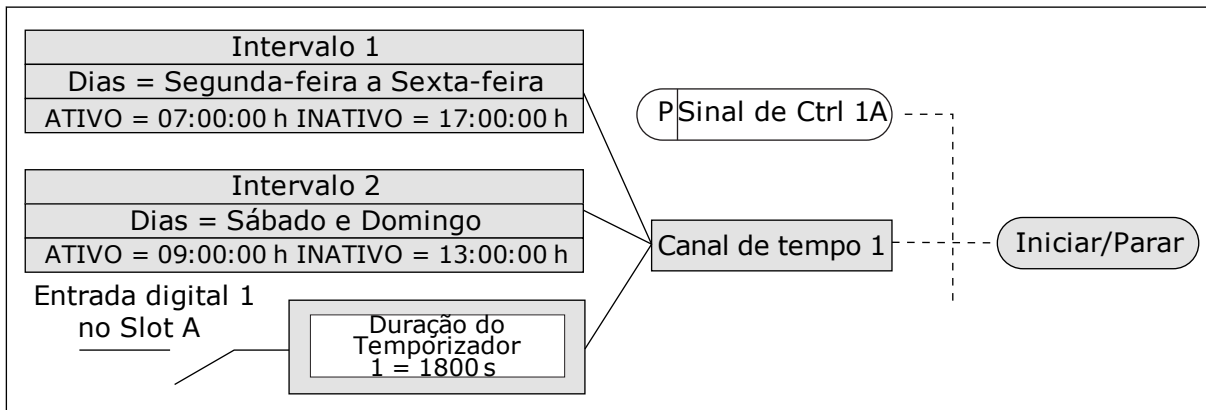 Intervalo 1
Dias = Segunda-feira a Sexta-feira
ATIVO = 07:00:00 h INATIVO = 17:00:00 h
Intervalo 2
Dias = Sábado e Domingo
ATIVO = 09:00:00 h INATIVO = 13:00:00 h
Entrada digital 1
no Slot A
Duração do
Temporizador
1 = 1800 s
P Sinal de Ctrl 1A
Canal de tempo 1
Iniciar/Parar